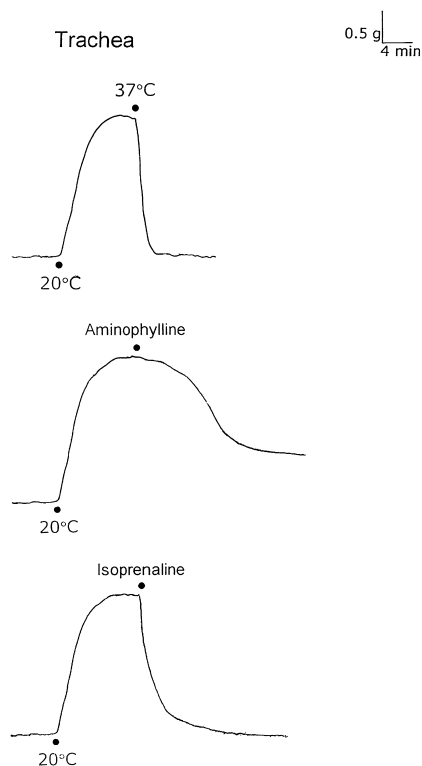 Trachea
0.5 g
4 min
37°C
20°C
Aminophylline
20°C
Isoprenaline
20°C